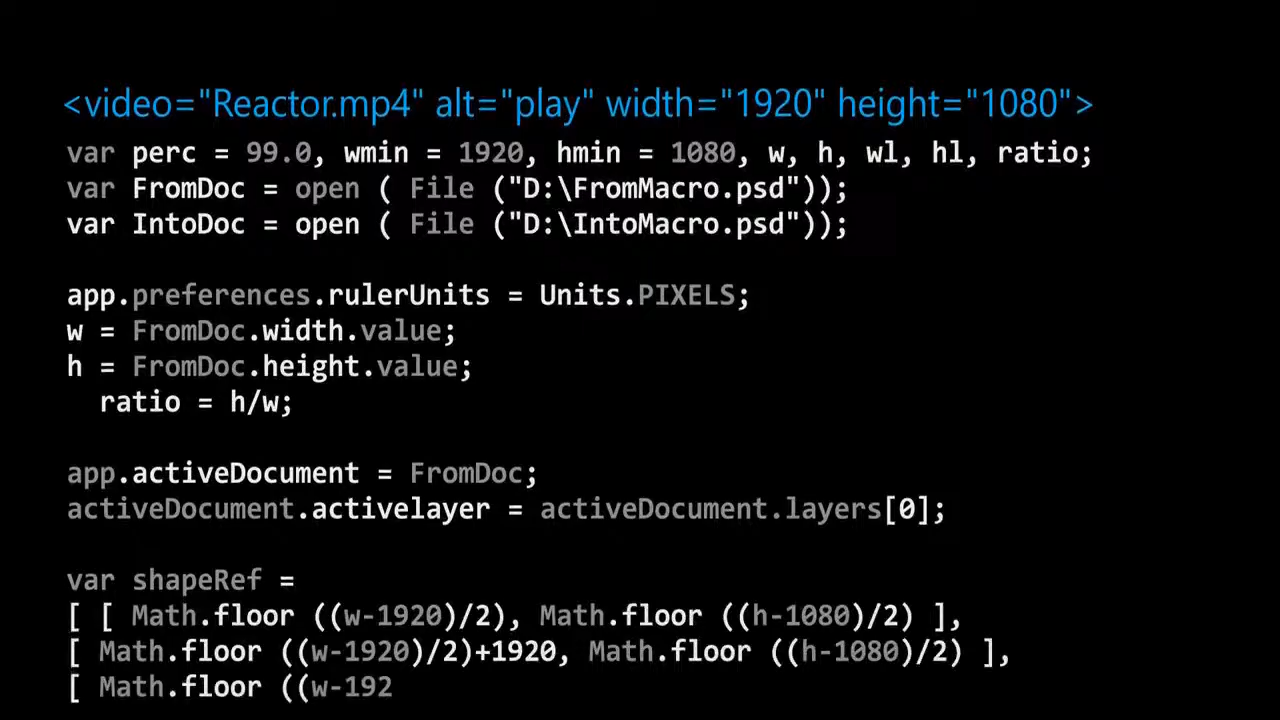 <video="Reactor.mp4" alt="play" width="1920" height="1080">
var perc = 99.0, wmin = 1920, hmin = 1080, w, h, wl, hl, ratio;
var FromDoc = open ( File ("D:\FromMacro.psd"));
var IntoDoc = open ( File ("D:\IntoMacro.psd"));
app.preferences.rulerUnits = Units.PIXELS;
w = FromDoc.width.value;
h = FromDoc.height.value;
ratio = h/w;
app.activeDocument = FromDoc;
activeDocument.activelayer = activeDocument.layers[0];
var shapeRef =
[ [ Math.floor ((w-1920)/2), Math.floor ((h-1080)/2) ],
[ Math.floor ((w-1920)/2)+1920, Math.floor ((h-1080)/2) ],
[ Math.floor ((w-192